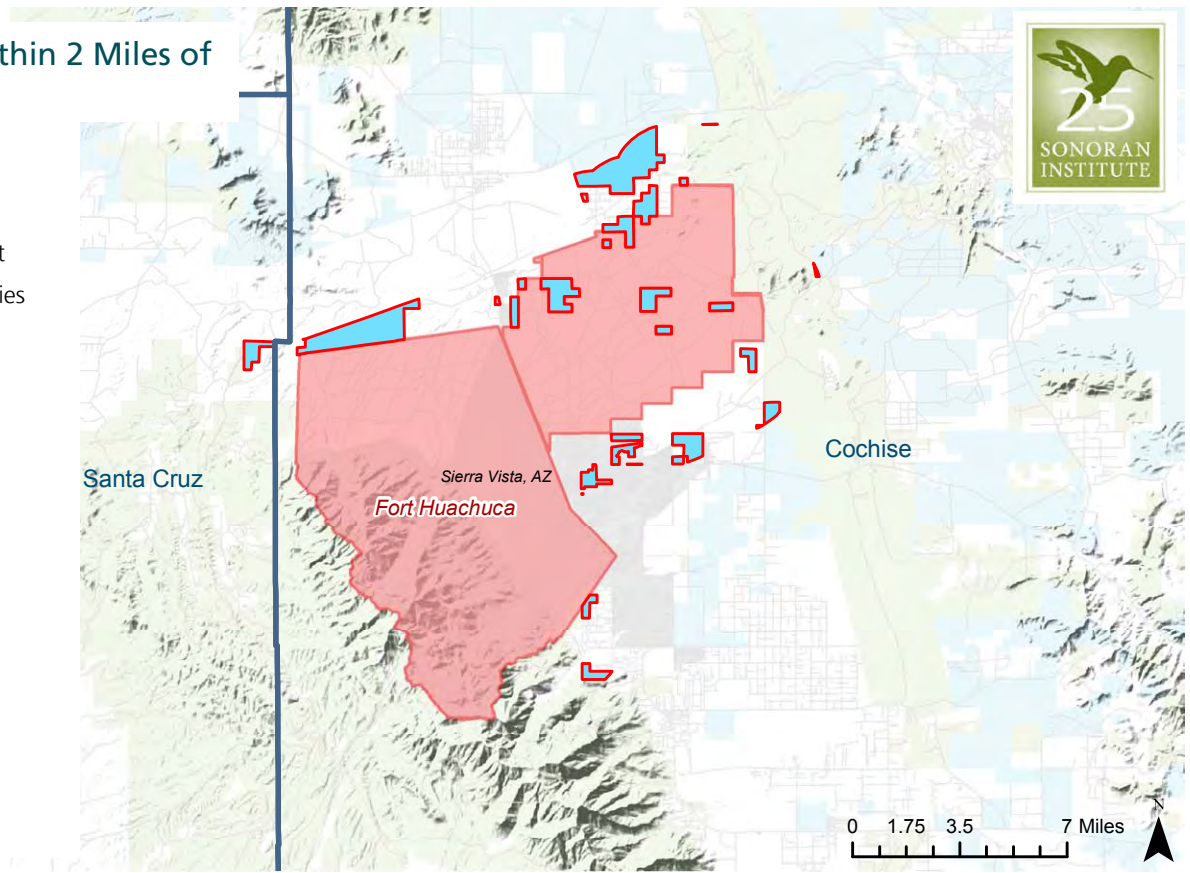 thin 2 Miles of
t
ies
25
SONORAN
INSTITUTE
Santa Cruz
Sierra Vista, AZ
Fort Huachuca
Cochise
0 1.75 3.5 7 Miles
N